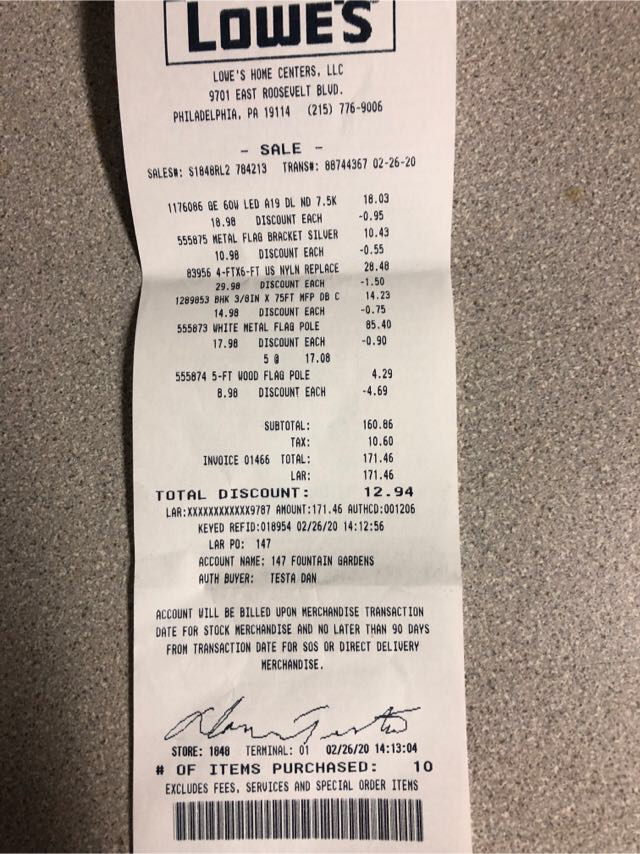 LOWE'S
LOWE'S HOME CENTERS, LLC
9701 EAST ROOSEVELT BLVD.
PHILADELPHIA, PA 19114 (215) 776-9006
- SALE -
SALES#: S1848RL2 784213 TRANS#: 88744367 02-26-20
1176086 GE 60W LED A19 DL ND 7.5K 18.03
18.98 DISCOUNT EACH -0.95
555875 METAL FLAG BRACKET SILVER 10.43
10.98 DISCOUNT EACH -0.55
83956 4-FTX6-FT US NYLN REPLACE 28.48
29.98 DISCOUNT EACH -1.50
1289853 BHK 3/8IN X 75FT MFP DB C 14.23
14.98 DISCOUNT EACH -0.75
555873 WHITE METAL FLAG POLE 85.40
17.98 DISCOUNT EACH -0.90
5 @ 17.08
555874 5-FT WOOD FLAG POLE 4.29
8.98 DISCOUNT EACH -4.69
SUBTOTAL: 160.86
TAX: 10.60
INVOICE 01466 TOTAL: 171.46
LAR: 171.46
TOTAL DISCOUNT: 12.94
LAR:XXXXXXXXXXXX9787 AMOUNT:171.46 AUTHCD:001206
KEYED REFID:018954 02/26/20 14:12:56
LAR PO: 147
ACCOUNT NAME: 147 FOUNTAIN GARDENS
AUTH BUYER: TESTA DAN
ACCOUNT WILL BE BILLED UPON MERCHANDISE TRANSACTION
DATE FOR STOCK MERCHANDISE AND NO LATER THAN 90 DAYS
FROM TRANSACTION DATE FOR SOS OR DIRECT DELIVERY
MERCHANDISE.
STORE: 1848 TERMINAL: 01 02/26/20 14:13:04
# OF ITEMS PURCHASED: 10
EXCLUDES FEES, SERVICES AND SPECIAL ORDER ITEMS